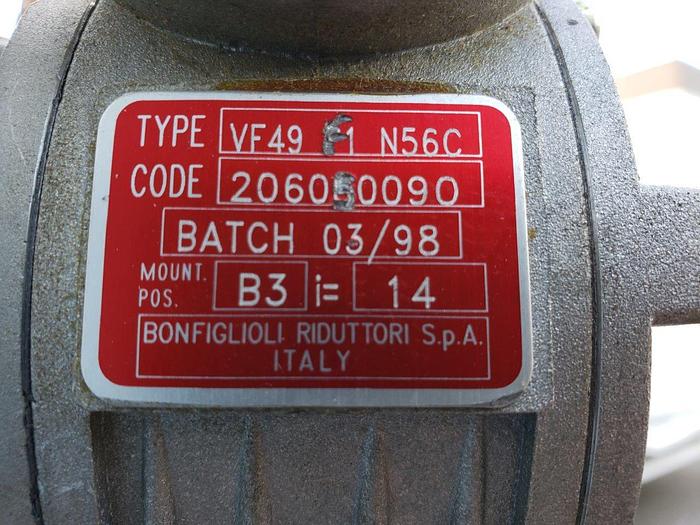 TYPE VF49 F1 N56C
CODE 206050090
BATCH 03/98
MOUNT. POS. B3 i= 14
BONFIGLIOLI RIDUTTORI S.p.A.
ITALY